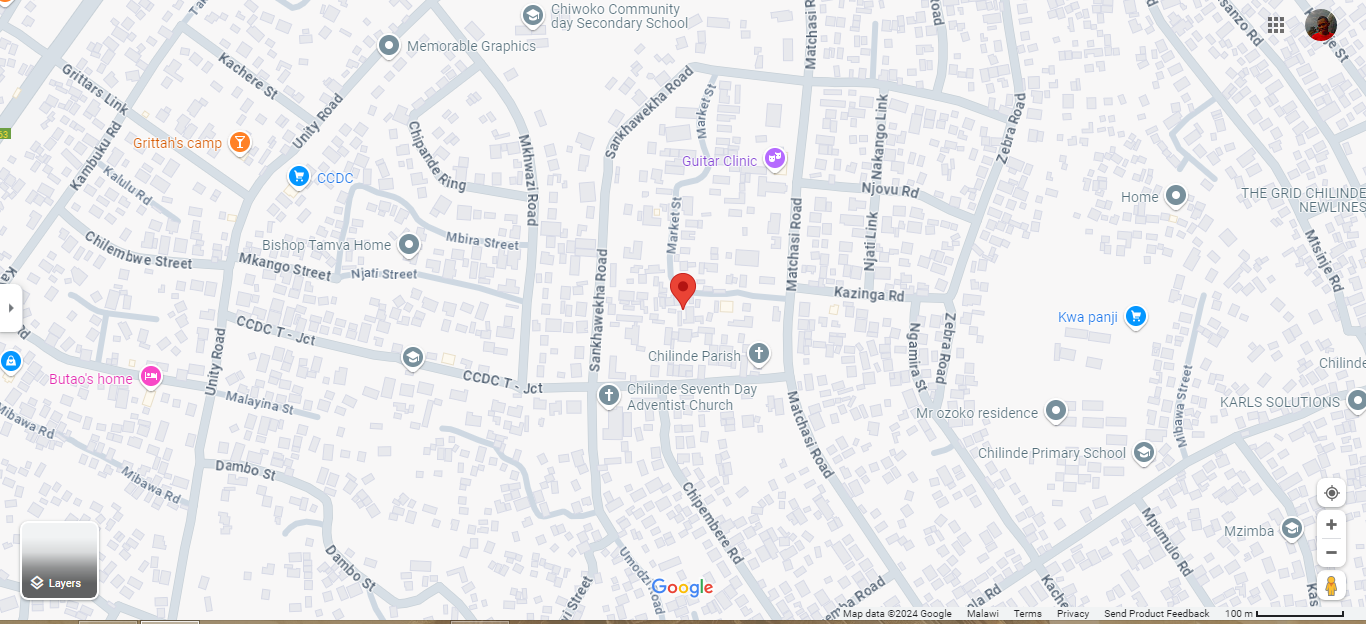 Chiwoko Community
day Secondary School
Memorable Graphics
Matchasi R
Road
Kachere St
Grittars Link
Unity Road
Sankhawekha Road
Market St
Zebra Road
Nakango Link
Grittah's camp
Kambuku Rd
Chipande Ring
Mkhwazi Road
Guitar Clinic
CCDC
Kalulu Rd
Njovu Rd
Home
THE GRID CHILINDE
NEWLINES
Chilembwe Street
Bishop Tamva Home
Mbira Street
Market St
Matchasi Road
Njati Link
Mtsinje Rd
Mkango Street
Njati Street
Sankhawekha Road
Kazinga Rd
Kwa panji
CCDC T - Jct
Unity Road
Ngamira St
Zebra Road
Chilinde Parish
Chilinde
Butao's home
CCDC T - Jct
Chilinde Seventh Day
Adventist Church
Malayina St
Matchasi Road
Mibawa Street
KARLS SOLUTIONS
Mr ozoko residence
Mibawa Rd
Chilinde Primary School
Dambo St
Mibawa Rd
Chipembere Rd
Mpumulo Rd
Mzimba
Dambo St
Layers
Google
Map data ©2024 Google
Malawi
Terms
Privacy
Send Product Feedback
100 m